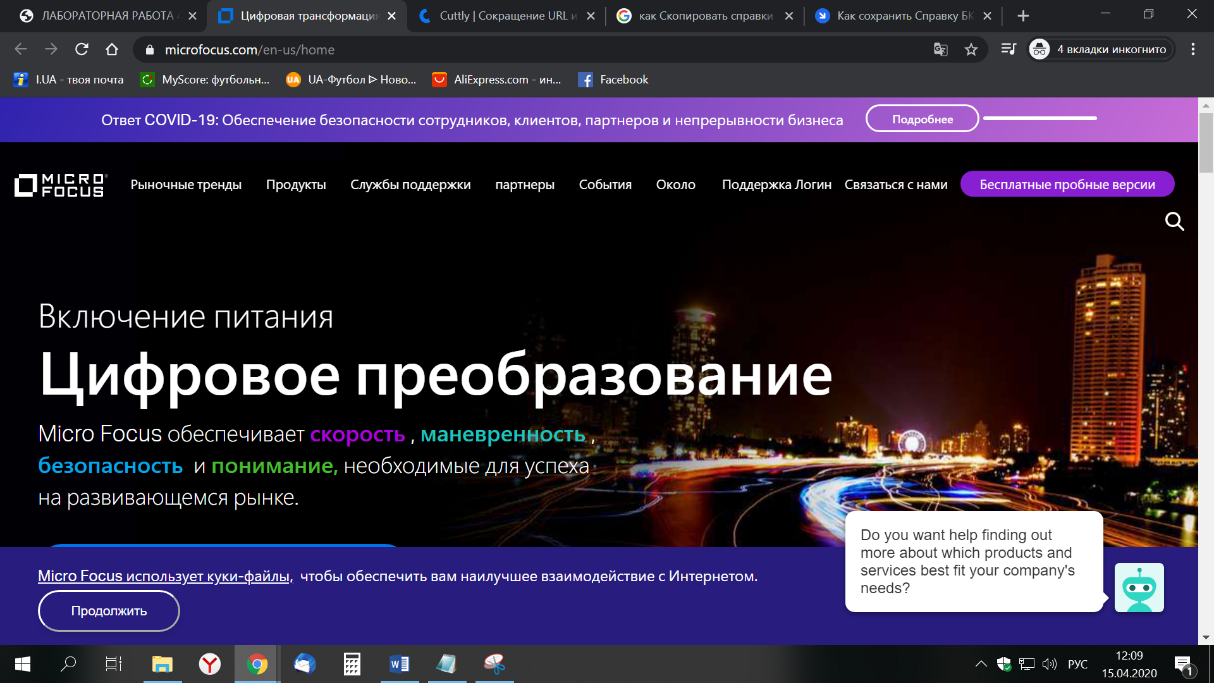 ЛАБОРАТОРНАЯ РАБОТА
Цифровая трансформаци
Cuttly | Сокращение URL и
как Скопировать справки
Как сохранить Справку БК
microfocus.com/en-us/home
4 вкладки инкогнито
I.UA - твоя почта
MyScore: футбольн...
UA-Футбол ᐉ Ново...
AliExpress.com - ин...
Facebook
Ответ COVID-19: Обеспечение безопасности сотрудников, клиентов, партнеров и непрерывности бизнеса
Подробнее
MICRO FOCUS
Рыночные тренды
Продукты
Службы поддержки
партнеры
События
Около
Поддержка Логин
Связаться с нами
Бесплатные пробные версии
Включение питания
Цифровое преобразование
Micro Focus обеспечивает скорость , маневренность ,
безопасность и понимание, необходимые для успеха
на развивающемся рынке.
Do you want help finding out
more about which products and
services best fit your company's
needs?
Micro Focus использует куки-файлы, чтобы обеспечить вам наилучшее взаимодействие с Интернетом.
Продолжить
РУС
12:09
15.04.2020
1